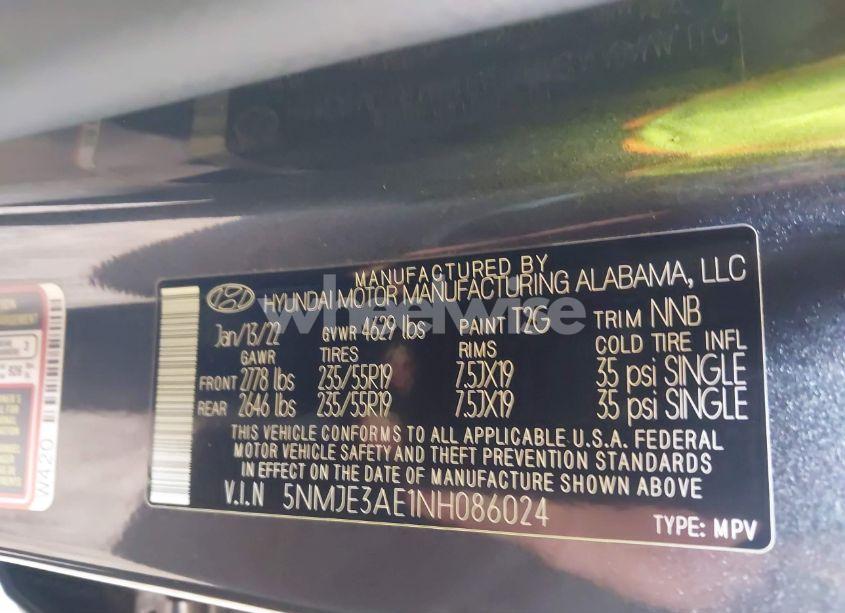 MANUFACTURED BY
HYUNDAI MOTOR MANUFACTURING ALABAMA, LLC
Jan/13/22 GVWR 4629 lbs PAINT T2G TRIM NNB
GAWR TIRES RIMS COLD TIRE INFL
FRONT 2778 lbs 235/55R19 7.5JX19 35 psi SINGLE
REAR 2646 lbs 235/55R19 7.5JX19 35 psi SINGLE
THIS VEHICLE CONFORMS TO ALL APPLICABLE U.S.A. FEDERAL
MOTOR VEHICLE SAFETY AND THEFT PREVENTION STANDARDS
IN EFFECT ON THE DATE OF MANUFACTURE SHOWN ABOVE
V.I.N 5NMJE3AE1NH086024
TYPE: MPV
wheelwise
W420